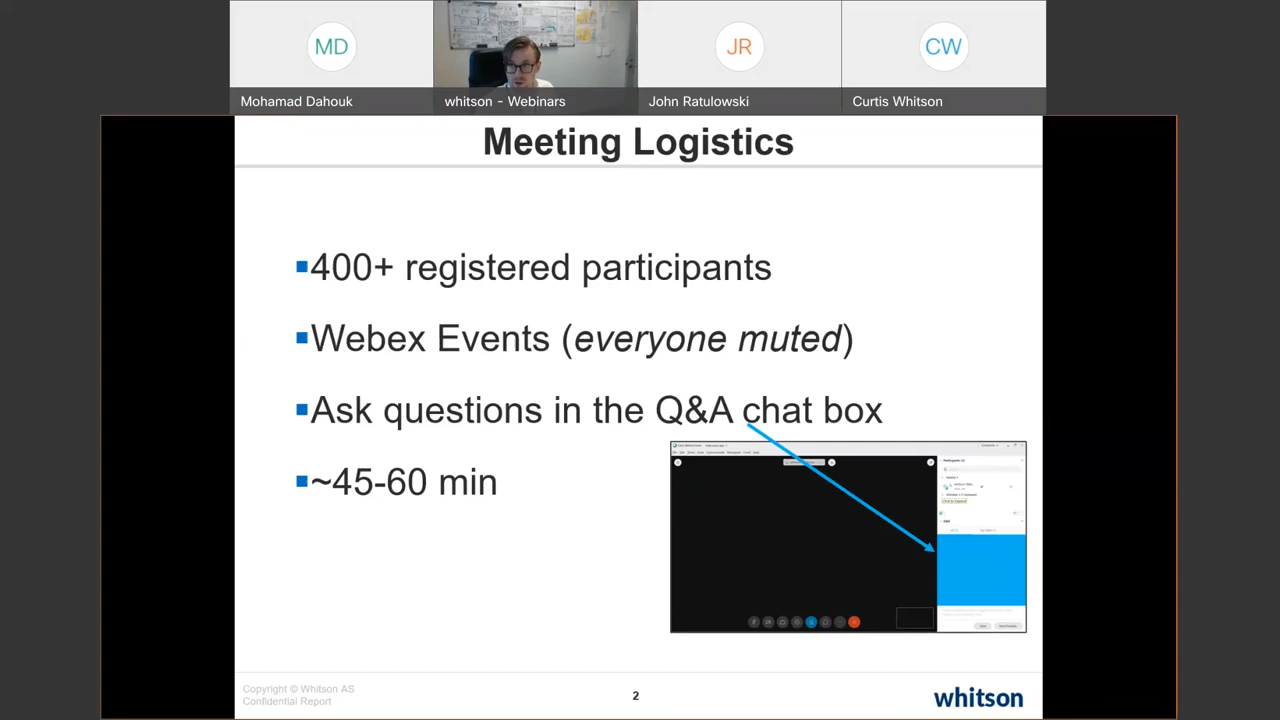 MD
JR
CW
Mohamad Dahouk
whitson - Webinars
John Ratulowski
Curtis Whitson
Meeting Logistics
400+ registered participants
Webex Events (everyone muted)
Ask questions in the Q&A chat box
~45-60 min
Copyright © Whitson AS
Confidential Report
2
whitson